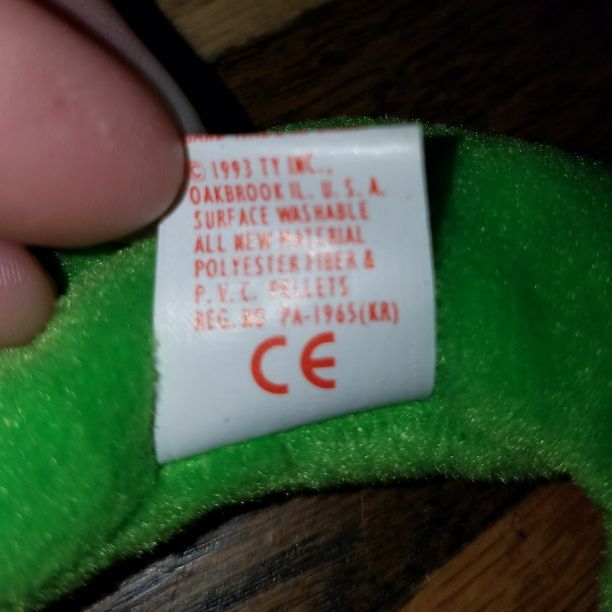 © 1993 TY INC.,
OAKBROOK IL. U. S. A.
SURFACE WASHABLE
ALL NEW MATERIAL
POLYESTER FIBER &
P. V. C. PELLETS
REG. NO PA-1965(KR)
CE